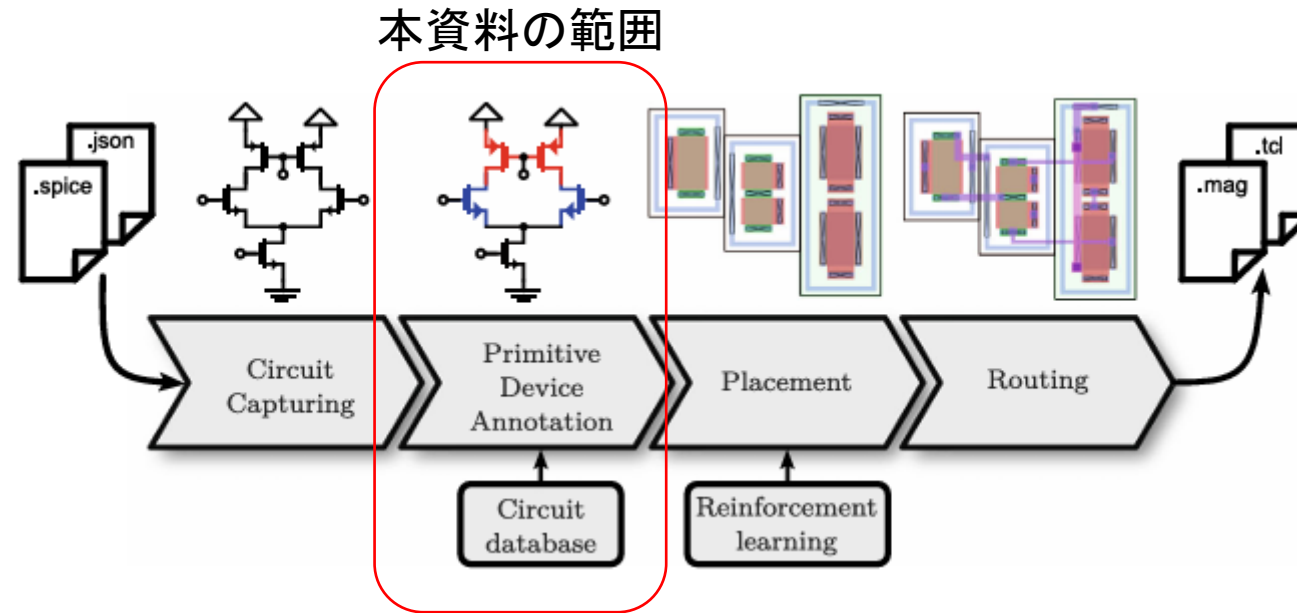 本資料の範囲
.json
.spice
.tcl
.mag
Circuit
Capturing
Primitive
Device
Annotation
Placement
Routing
Circuit
database
Reinforcement
learning